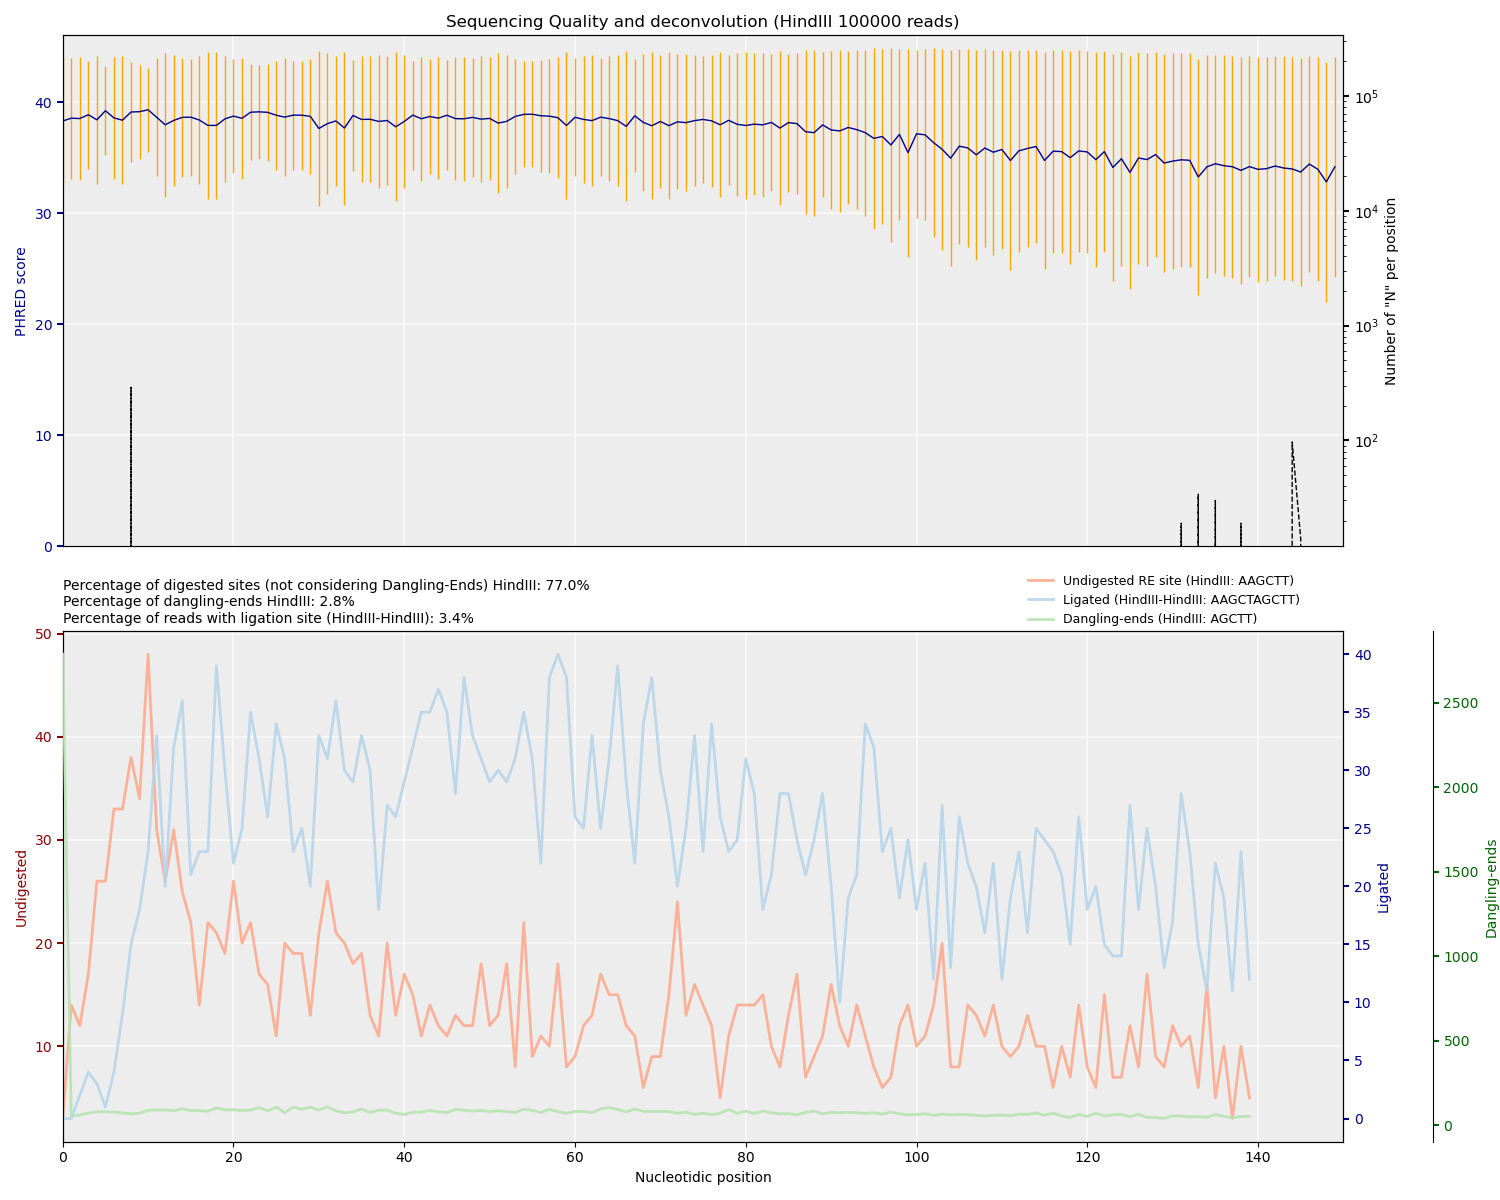 Sequencing Quality and deconvolution (HindIII 100000 reads)
40
30
20
10
0
PHRED score
10^5
10^4
10^3
10^2
Number of "N" per position
Percentage of digested sites (not considering Dangling-Ends) HindIII: 77.0%
Percentage of dangling-ends HindIII: 2.8%
Percentage of reads with ligation site (HindIII-HindIII): 3.4%
Undigested RE site (HindIII: AAGCTT)
Ligated (HindIII-HindIII: AAGCTAGCTT)
Dangling-ends (HindIII: AGCTT)
50
40
30
20
10
Undigested
40
35
30
25
20
15
10
5
0
Ligated
2500
2000
1500
1000
500
0
Dangling-ends
0 20 40 60 80 100 120 140
Nucleotidic position